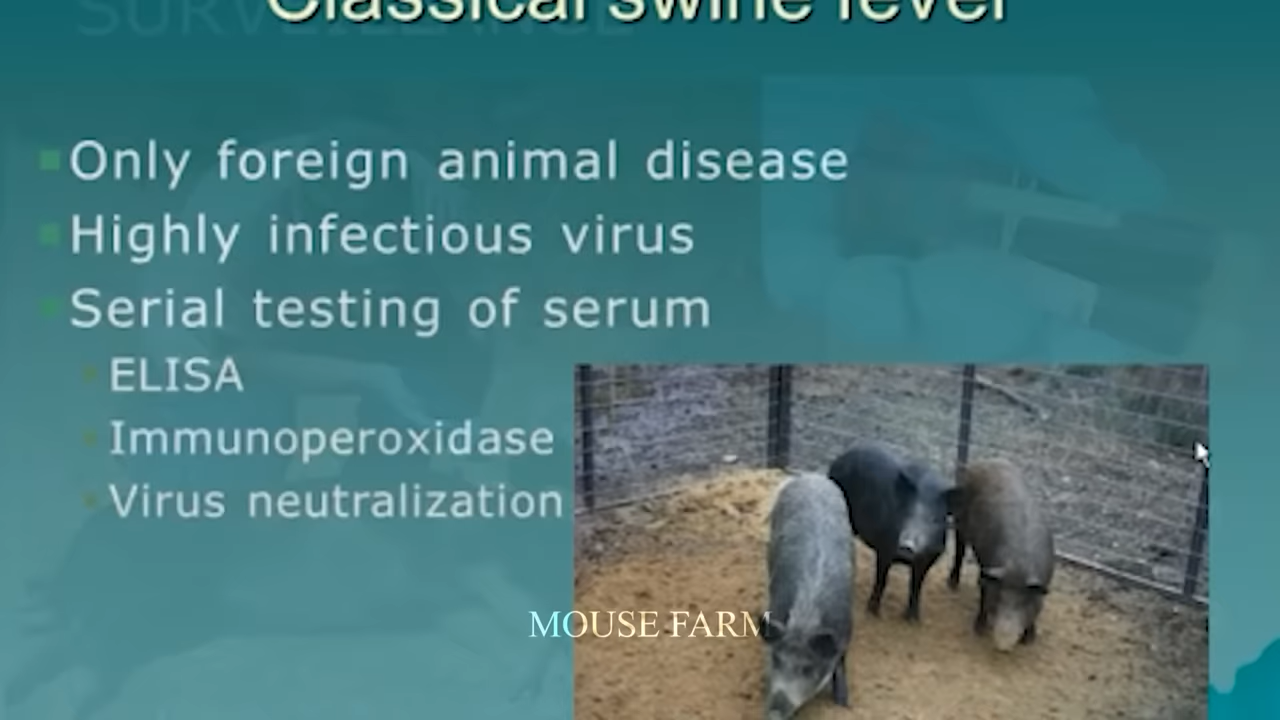 Classical swine fever
SURVEILLANCE
Only foreign animal disease
Highly infectious virus
Serial testing of serum
ELISA
Immunoperoxidase
Virus neutralization
MOUSE FARM